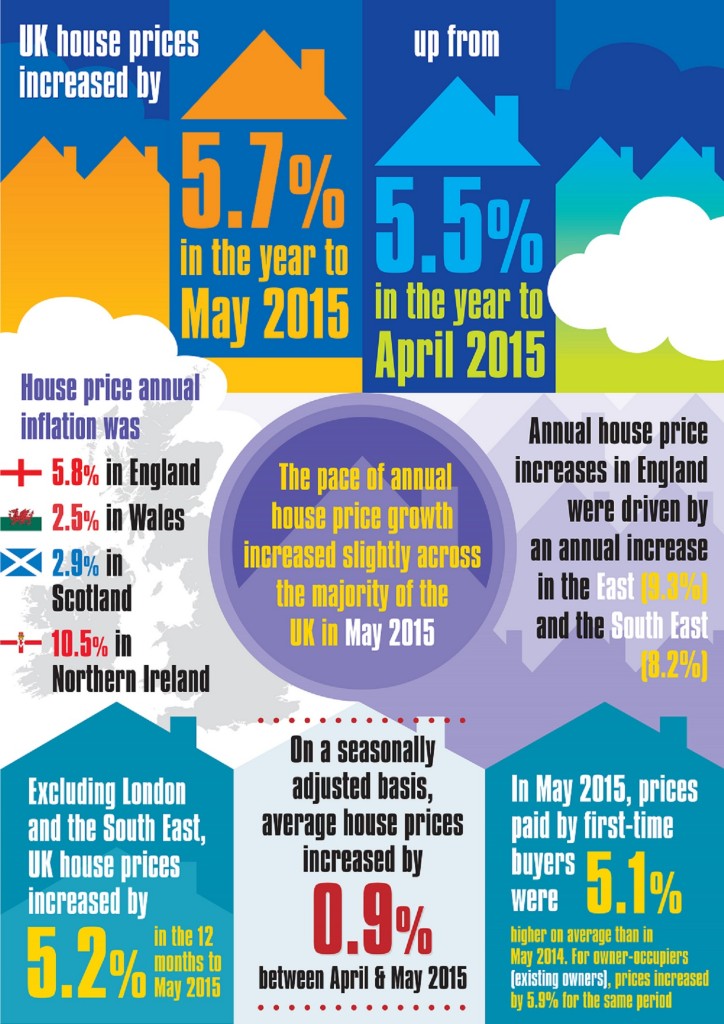 UK house prices
increased by
5.7%
in the year to
May 2015
up from
5.5%
in the year to
April 2015
House price annual
inflation was
5.8% in England
2.5% in Wales
2.9% in
Scotland
10.5% in
Northern Ireland
The pace of annual
house price growth
increased slightly across
the majority of the
UK in May 2015
Annual house price
increases in England
were driven by
an annual increase
in the East (9.3%)
and the South East
(8.2%)
Excluding London
and the South East,
UK house prices
increased by
5.2% in the 12
months to
May 2015
On a seasonally
adjusted basis,
average house prices
increased by
0.9%
between April & May 2015
In May 2015, prices
paid by first-time
buyers
were 5.1%
higher on average than in
May 2014. For owner-occupiers
(existing owners), prices increased
by 5.9% for the same period